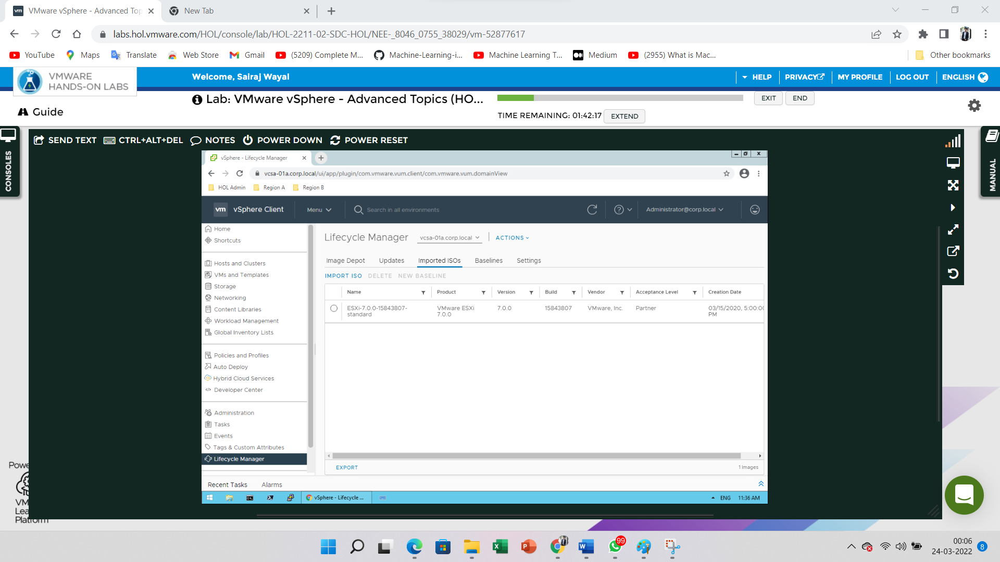 VMware vSphere - Advanced Top
New Tab
labs.hol.vmware.com/HOL/console/lab/HOL-2211-02-SDC-HOL/NEE-_8046_0755_38029/vm-52877617
YouTube Maps Translate Web Store Gmail (5209) Complete M... Machine-Learning-i... Machine Learning T... Medium (2955) What is Mac... Other bookmarks
VMWARE
HANDS-ON LABS
Welcome, Sairaj Wayal
HELP PRIVACY MY PROFILE LOG OUT ENGLISH
Lab: VMware vSphere - Advanced Topics (HO...
EXIT END
Guide
TIME REMAINING: 01:42:17 EXTEND
CONSOLES
MANUAL
SEND TEXT CTRL+ALT+DEL NOTES POWER DOWN POWER RESET
vSphere - Lifecycle Manager
vcsa-01a.corp.local/ui/app/plugin/com.vmware.vum.client/com.vmware.vum.domainView
HOL Admin Region A Region B
vm vSphere Client Menu Search in all environments Administrator@corp.local
Home
Shortcuts
Hosts and Clusters
VMs and Templates
Storage
Networking
Content Libraries
Workload Management
Global Inventory Lists
Policies and Profiles
Auto Deploy
Hybrid Cloud Services
Developer Center
Administration
Tasks
Events
Tags & Custom Attributes
Lifecycle Manager
Lifecycle Manager vcsa-01a.corp.local ACTIONS
Image Depot Updates Imported ISOs Baselines Settings
IMPORT ISO DELETE NEW BASELINE
Name Product Version Build Vendor Acceptance Level Creation Date
ESXi-7.0.0-15843807- VMware ESXi 7.0.0 15843807 VMware, Inc. Partner 03/15/2020, 5:00:00
standard 7.0.0 PM
EXPORT 1 Images
Recent Tasks Alarms
vSphere - Lifecycle ... ENG 11:36 AM
Powe
VM
Lea
Platform
99
00:06
24-03-2022
8